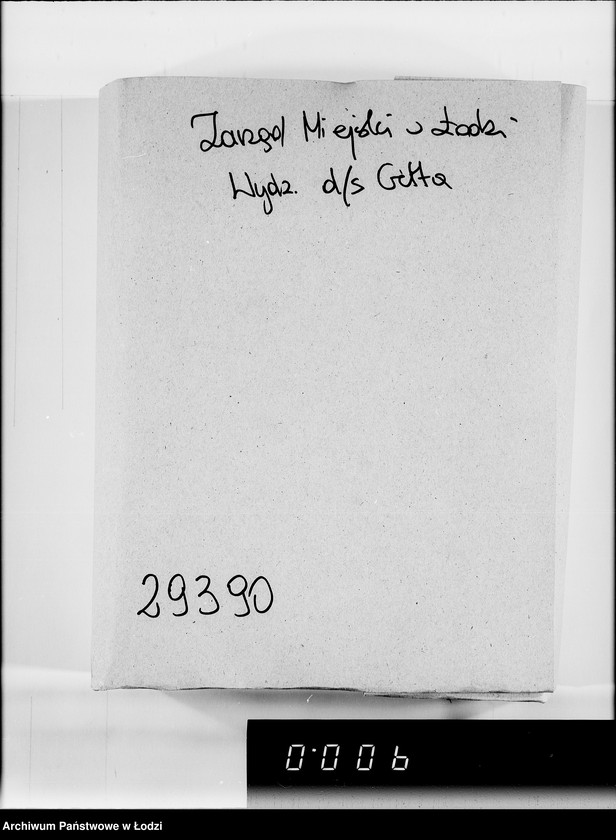 Zarząd Miejski w Łodzi
Wydz. d/s Getta
29390
0006
Archiwum Państwowe w Łodzi